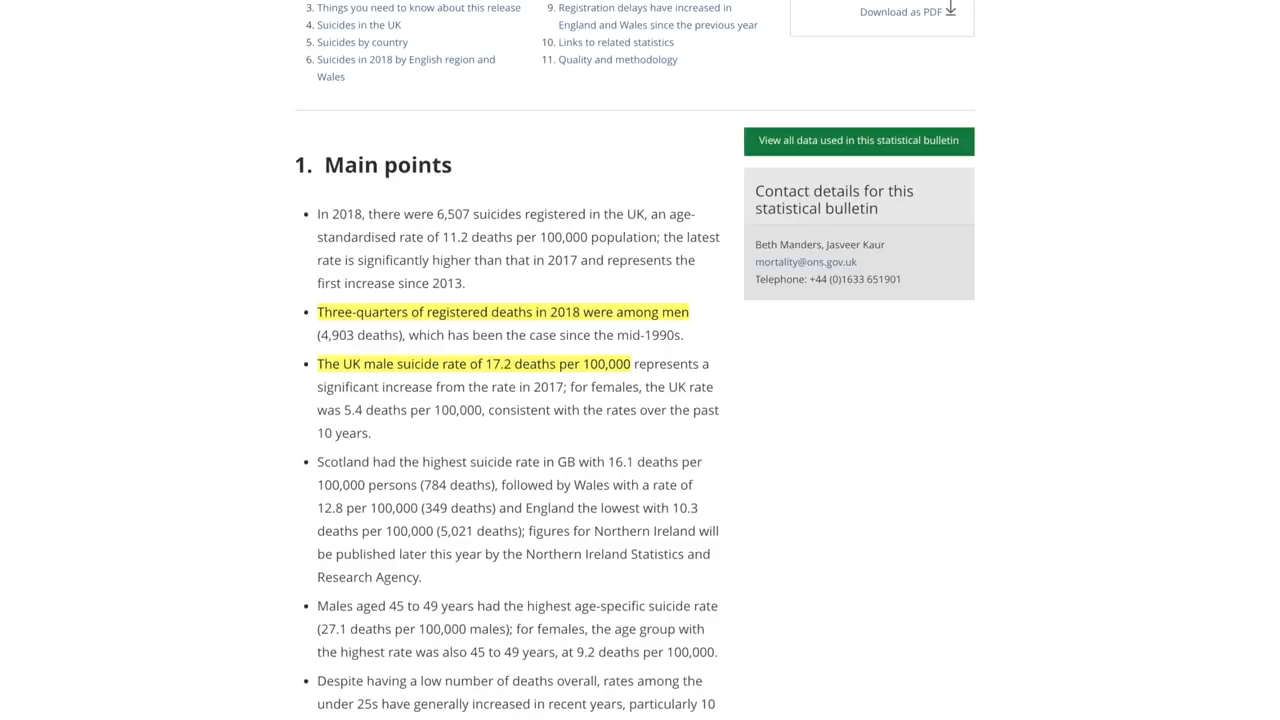 3. Things you need to know about this release
4. Suicides in the UK
5. Suicides by country
6. Suicides in 2018 by English region and
Wales
9. Registration delays have increased in
England and Wales since the previous year
10. Links to related statistics
11. Quality and methodology
Download as PDF
1. Main points
• In 2018, there were 6,507 suicides registered in the UK, an age-
standardised rate of 11.2 deaths per 100,000 population; the latest
rate is significantly higher than that in 2017 and represents the
first increase since 2013.
• Three-quarters of registered deaths in 2018 were among men
(4,903 deaths), which has been the case since the mid-1990s.
• The UK male suicide rate of 17.2 deaths per 100,000 represents a
significant increase from the rate in 2017; for females, the UK rate
was 5.4 deaths per 100,000, consistent with the rates over the past
10 years.
• Scotland had the highest suicide rate in GB with 16.1 deaths per
100,000 persons (784 deaths), followed by Wales with a rate of
12.8 per 100,000 (349 deaths) and England the lowest with 10.3
deaths per 100,000 (5,021 deaths); figures for Northern Ireland will
be published later this year by the Northern Ireland Statistics and
Research Agency.
• Males aged 45 to 49 years had the highest age-specific suicide rate
(27.1 deaths per 100,000 males); for females, the age group with
the highest rate was also 45 to 49 years, at 9.2 deaths per 100,000.
• Despite having a low number of deaths overall, rates among the
under 25s have generally increased in recent years, particularly 10
View all data used in this statistical bulletin
Contact details for this
statistical bulletin
Beth Manders, Jasveer Kaur
mortality@ons.gov.uk
Telephone: +44 (0)1633 651901